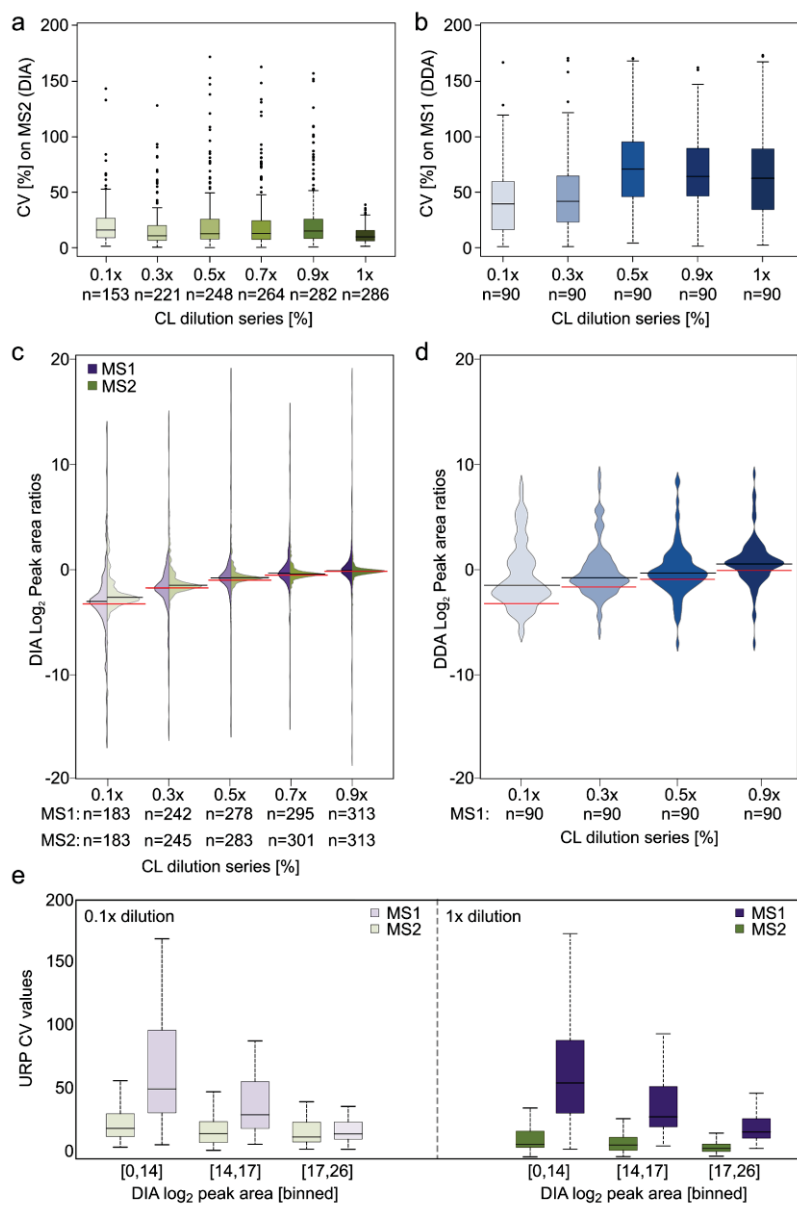 a
200
150
100
50
0
CV [%] on MS2 (DIA)
0.1x 0.3x 0.5x 0.7x 0.9x 1x
n=153 n=221 n=248 n=264 n=282 n=286
CL dilution series [%]
b
200
150
100
50
0
CV [%] on MS1 (DDA)
0.1x 0.3x 0.5x 0.9x 1x
n=90 n=90 n=90 n=90 n=90
CL dilution series [%]
c
MS1
MS2
20
10
0
-10
-20
DIA Log₂ Peak area ratios
0.1x 0.3x 0.5x 0.7x 0.9x
MS1: n=183 n=242 n=278 n=295 n=313
MS2: n=183 n=245 n=283 n=301 n=313
CL dilution series [%]
d
20
10
0
-10
-20
DDA Log₂ Peak area ratios
0.1x 0.3x 0.5x 0.9x
MS1: n=90 n=90 n=90 n=90
CL dilution series [%]
e
200
150
100
50
0
URP CV values
0.1x dilution
MS1
MS2
[0,14] [14,17] [17,26]
DIA log₂ peak area [binned]
1x dilution
MS1
MS2
[0,14] [14,17] [17,26]
DIA log₂ peak area [binned]